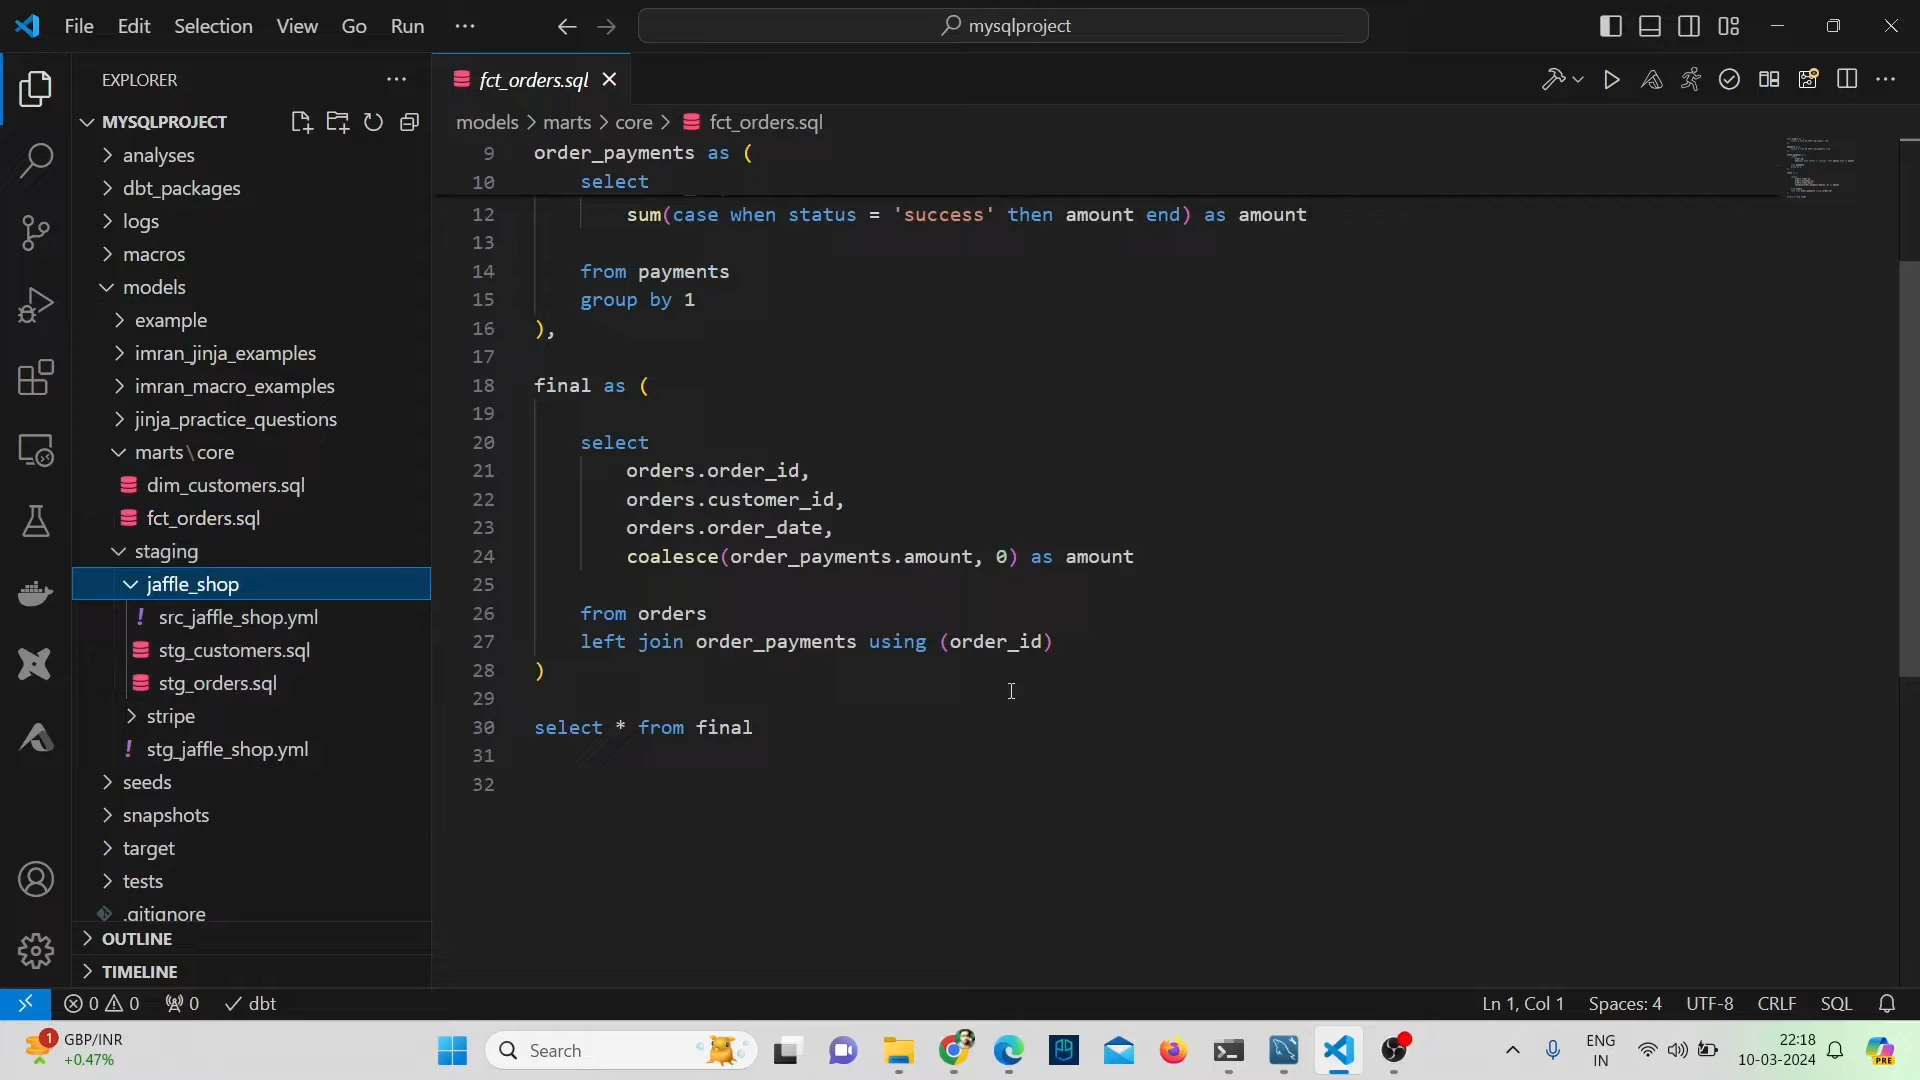 File Edit Selection View Go Run ···
mysqlproject
EXPLORER
fct_orders.sql
MYSQLPROJECT
analyses
dbt_packages
logs
macros
models
example
imran_jinja_examples
imran_macro_examples
jinja_practice_questions
marts\core
dim_customers.sql
fct_orders.sql
staging
jaffle_shop
src_jaffle_shop.yml
stg_customers.sql
stg_orders.sql
stripe
stg_jaffle_shop.yml
seeds
snapshots
target
tests
.gitignore
OUTLINE
TIMELINE
models > marts > core > fct_orders.sql
9 order_payments as (
10 select
12 sum(case when status = 'success' then amount end) as amount
13
14 from payments
15 group by 1
16 ),
17
18 final as (
19
20 select
21 orders.order_id,
22 orders.customer_id,
23 orders.order_date,
24 coalesce(order_payments.amount, 0) as amount
25
26 from orders
27 left join order_payments using (order_id)
28 )
29
30 select * from final
31
32
0 0 0 dbt
Ln 1, Col 1 Spaces: 4 UTF-8 CRLF SQL
1 GBP/INR
+0.47%
Search
ENG
IN
22:18
10-03-2024
PRE